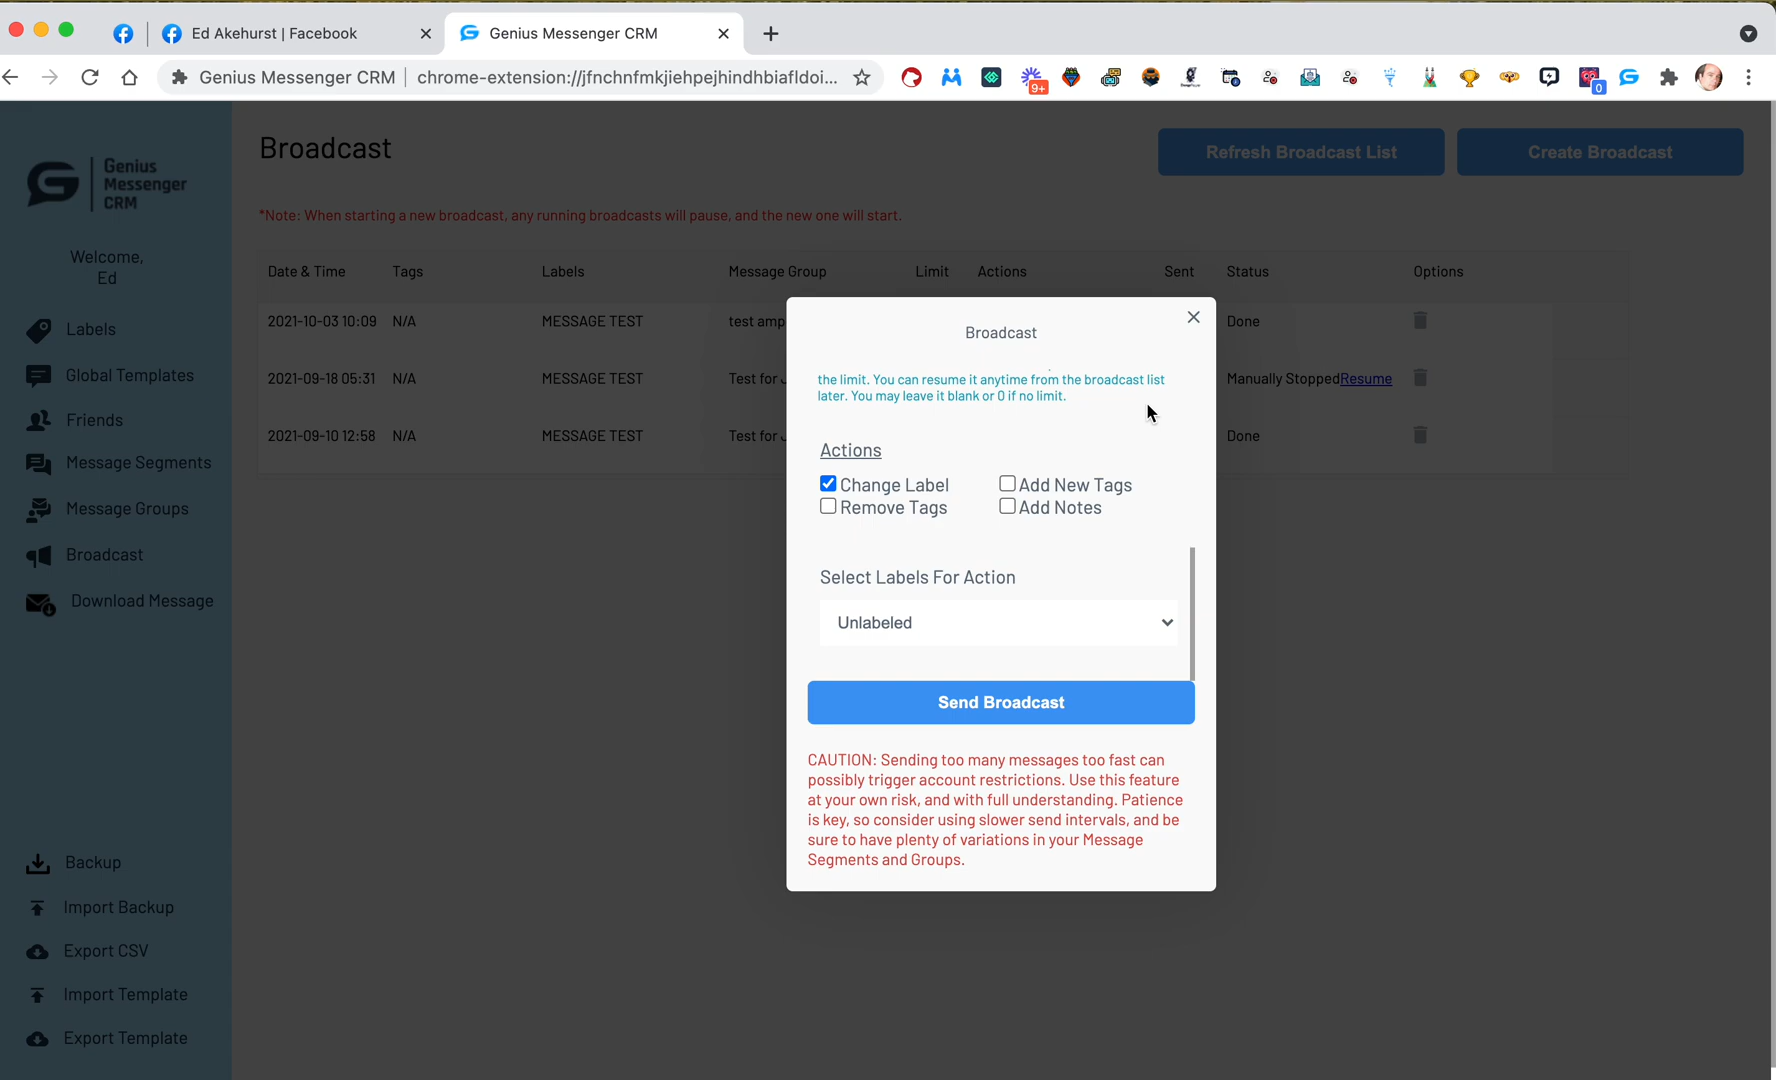 Ed Akehurst | Facebook
Genius Messenger CRM
Genius Messenger CRM
chrome-extension://jfnchnfmkjiehpejhindhbiafldoi...
9+
0
Genius
Messenger
CRM
Welcome,
Ed
Labels
Global Templates
Friends
Message Segments
Message Groups
Broadcast
Download Message
Backup
Import Backup
Export CSV
Import Template
Export Template
Broadcast
Refresh Broadcast List
Create Broadcast
*Note: When starting a new broadcast, any running broadcasts will pause, and the new one will start.
Date & Time Tags Labels Message Group Limit Actions Sent Status Options
2021-10-03 10:09 N/A MESSAGE TEST test amp Done
2021-09-18 05:31 N/A MESSAGE TEST Test for Manually StoppedResume
2021-09-10 12:58 N/A MESSAGE TEST Test for Done
Broadcast
the limit. You can resume it anytime from the broadcast list
later. You may leave it blank or 0 if no limit.
Actions
Change Label Add New Tags
Remove Tags Add Notes
Select Labels For Action
Unlabeled
Send Broadcast
CAUTION: Sending too many messages too fast can
possibly trigger account restrictions. Use this feature
at your own risk, and with full understanding. Patience
is key, so consider using slower send intervals, and be
sure to have plenty of variations in your Message
Segments and Groups.